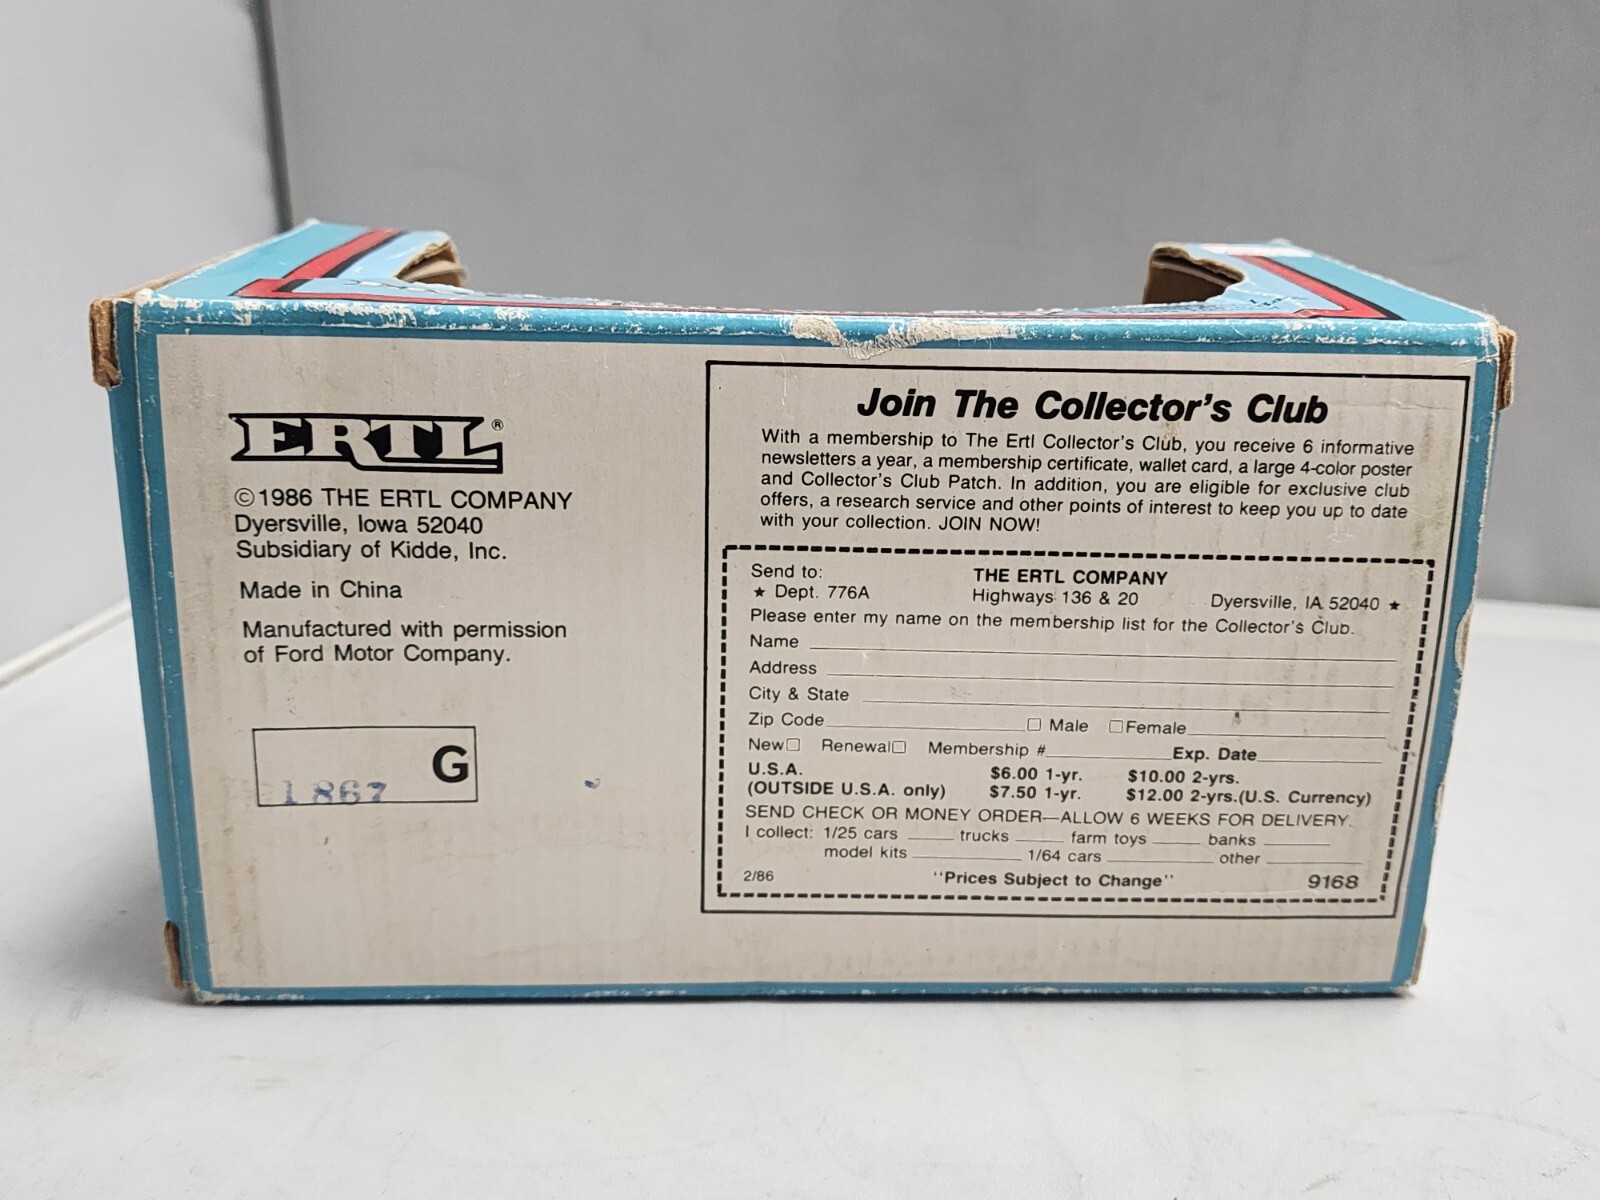 ERTL®
©1986 THE ERTL COMPANY
Dyersville, Iowa 52040
Subsidiary of Kidde, Inc.
Made in China
Manufactured with permission
of Ford Motor Company.
G
1867
Join The Collector's Club
With a membership to The Ertl Collector's Club, you receive 6 informative
newsletters a year, a membership certificate, wallet card, a large 4-color poster
and Collector's Club Patch. In addition, you are eligible for exclusive club
offers, a research service and other points of interest to keep you up to date
with your collection. JOIN NOW!
Send to: THE ERTL COMPANY
★ Dept. 776A Highways 136 & 20 Dyersville, IA 52040 ★
Please enter my name on the membership list for the Collector's Club.
Name
Address
City & State
Zip Code □ Male □ Female
New □ Renewal □ Membership # Exp. Date
U.S.A. $6.00 1-yr. $10.00 2-yrs.
(OUTSIDE U.S.A. only) $7.50 1-yr. $12.00 2-yrs.(U.S. Currency)
SEND CHECK OR MONEY ORDER—ALLOW 6 WEEKS FOR DELIVERY.
I collect: 1/25 cars trucks farm toys banks
model kits 1/64 cars other
2/86 "Prices Subject to Change" 9168